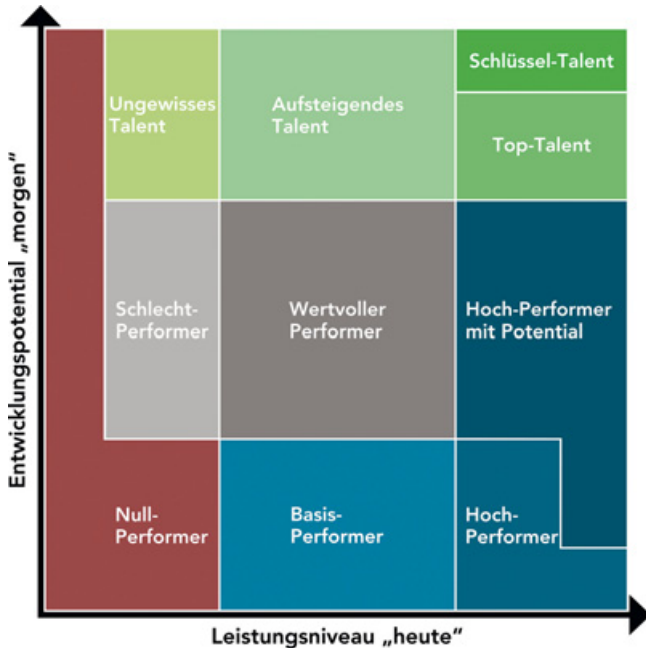 Entwicklungspotential „morgen“
Ungewisses
Talent
Aufsteigendes
Talent
Schlüssel-Talent
Top-Talent
Schlecht-
Performer
Wertvoller
Performer
Hoch-Performer
mit Potential
Null-
Performer
Basis-
Performer
Hoch-
Performer
Leistungsniveau „heute“